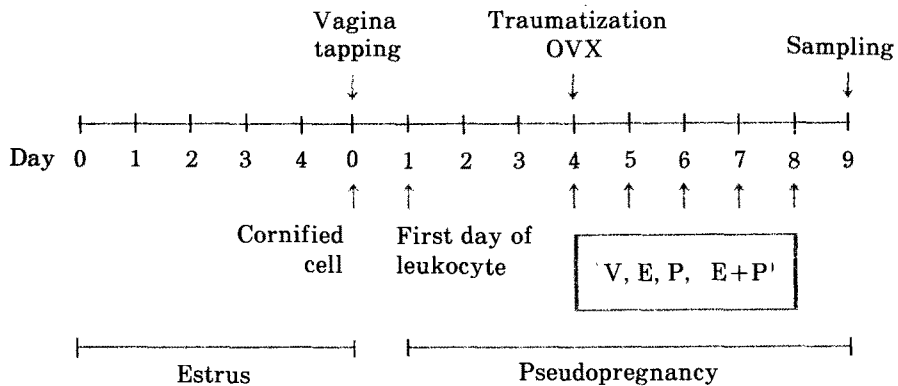 Vagina
tapping
Traumatization
OVX
Sampling
Day 0 1 2 3 4 0 1 2 3 4 5 6 7 8 9
Cornified
cell
First day of
leukocyte
V, E, P, E+P
Estrus
Pseudopregnancy